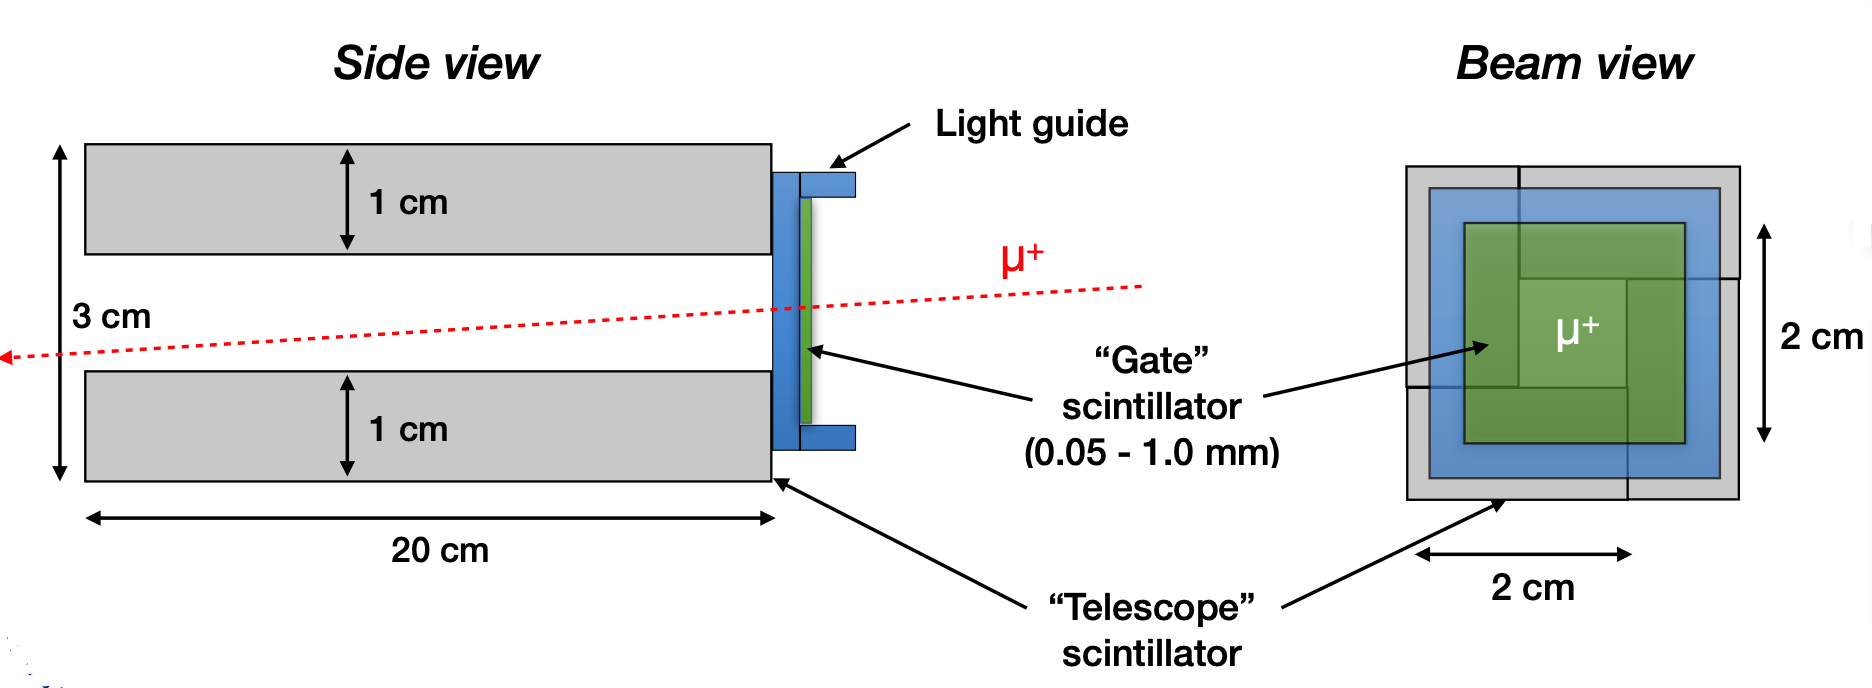 Side view
Beam view
Light guide
1 cm
μ+
3 cm
μ+
2 cm
"Gate"
scintillator
(0.05 - 1.0 mm)
1 cm
20 cm
2 cm
"Telescope"
scintillator